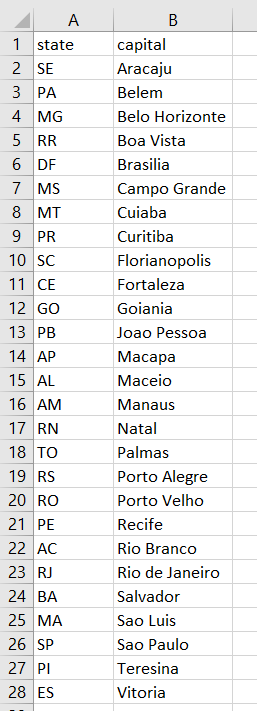 A B
1 state capital
2 SE Aracaju
3 PA Belem
4 MG Belo Horizonte
5 RR Boa Vista
6 DF Brasilia
7 MS Campo Grande
8 MT Cuiaba
9 PR Curitiba
10 SC Florianopolis
11 CE Fortaleza
12 GO Goiania
13 PB Joao Pessoa
14 AP Macapa
15 AL Maceio
16 AM Manaus
17 RN Natal
18 TO Palmas
19 RS Porto Alegre
20 RO Porto Velho
21 PE Recife
22 AC Rio Branco
23 RJ Rio de Janeiro
24 BA Salvador
25 MA Sao Luis
26 SP Sao Paulo
27 PI Teresina
28 ES Vitoria